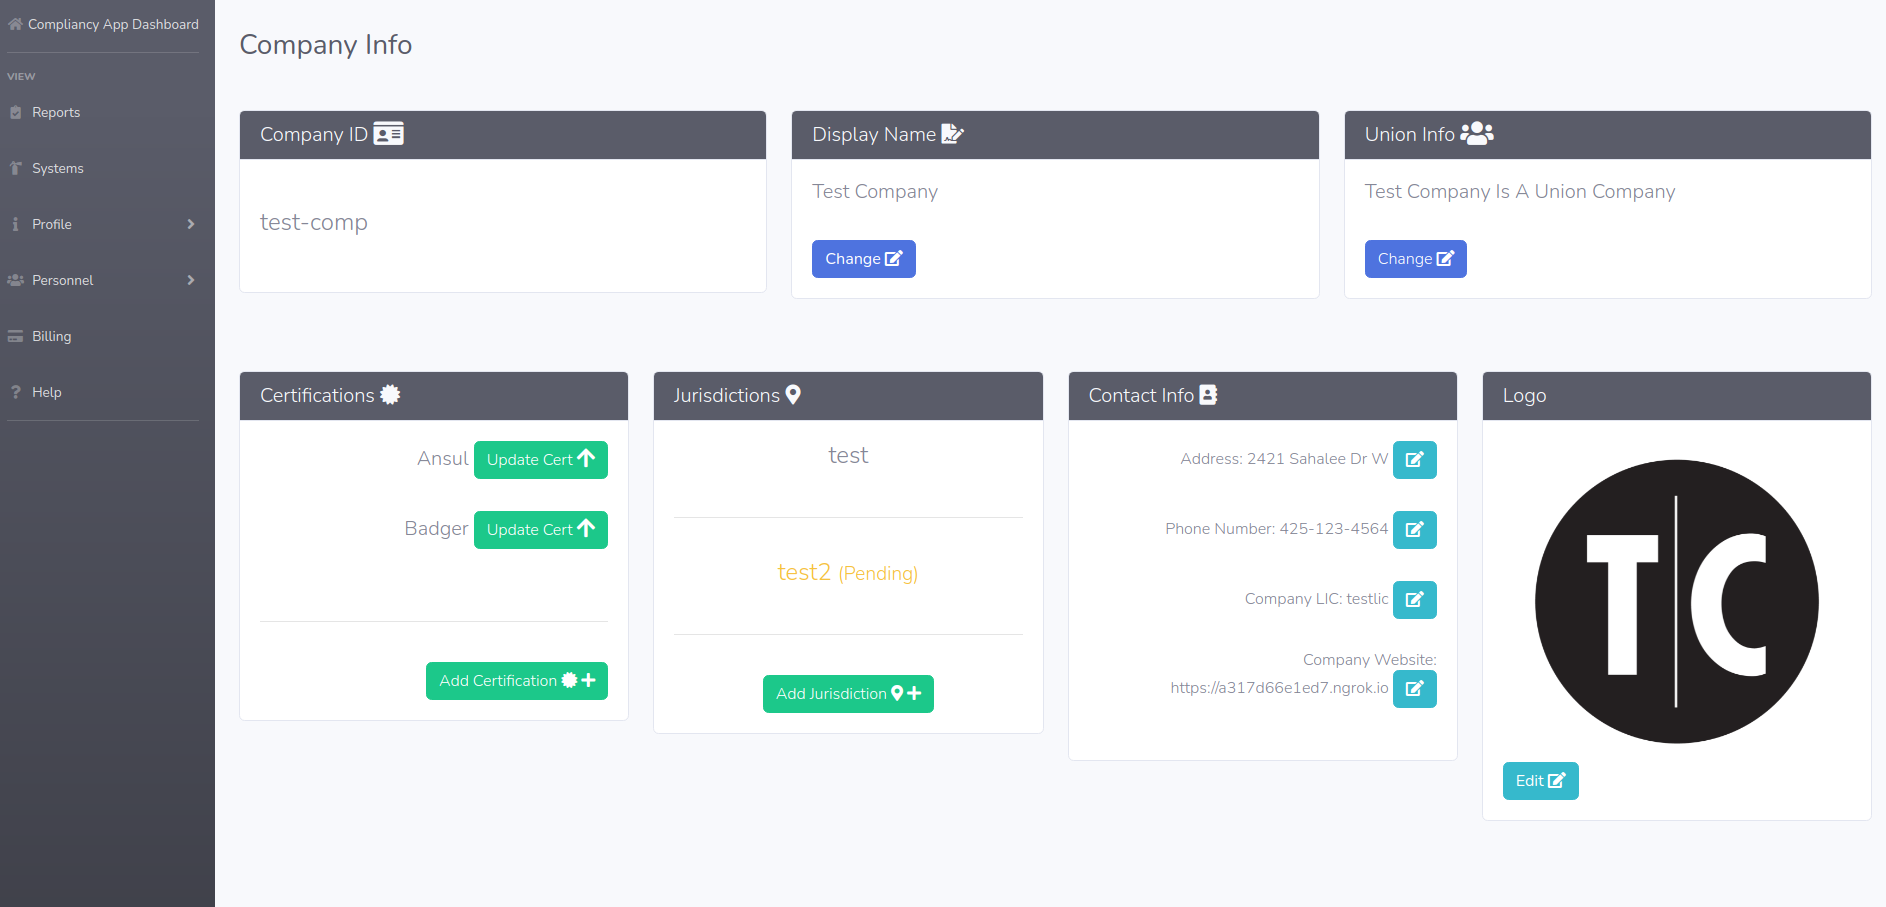 Compliancy App Dashboard
VIEW
Reports
Systems
Profile
Personnel
Billing
Help
Company Info
Company ID
test-comp
Display Name
Test Company
Change
Union Info
Test Company Is A Union Company
Change
Certifications
Ansul Update Cert
Badger Update Cert
Add Certification
Jurisdictions
test
test2 (Pending)
Add Jurisdiction
Contact Info
Address: 2421 Sahalee Dr W
Phone Number: 425-123-4564
Company LIC: testlic
Company Website:
https://a317d66e1ed7.ngrok.io
Logo
T|C
Edit